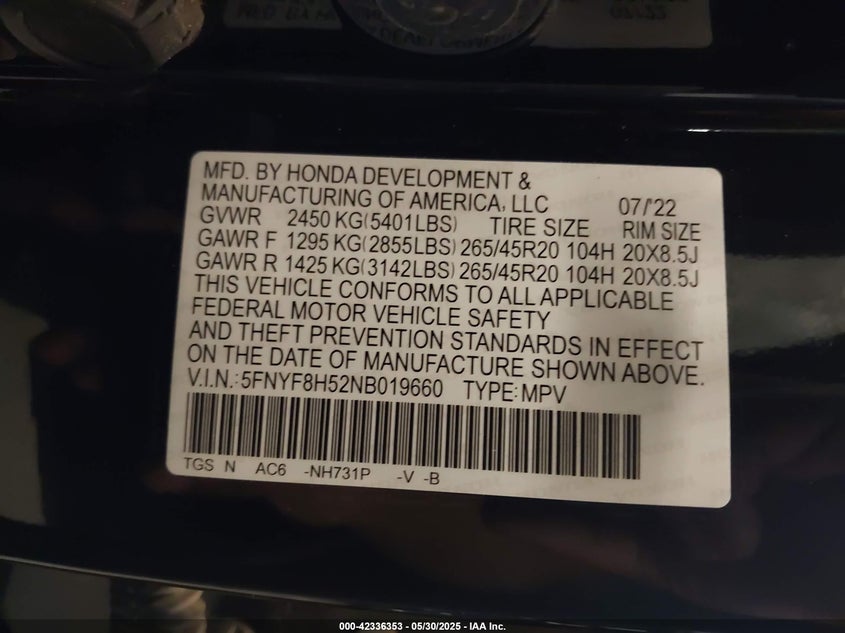 07/22
MFD. BY HONDA DEVELOPMENT &
MANUFACTURING OF AMERICA, LLC 07/'22
GVWR 2450 KG(5401LBS) TIRE SIZE RIM SIZE
GAWR F 1295 KG(2855LBS) 265/45R20 104H 20X8.5J
GAWR R 1425 KG(3142LBS) 265/45R20 104H 20X8.5J
THIS VEHICLE CONFORMS TO ALL APPLICABLE
FEDERAL MOTOR VEHICLE SAFETY
AND THEFT PREVENTION STANDARDS IN EFFECT
ON THE DATE OF MANUFACTURE SHOWN ABOVE.
V.I.N.: 5FNYF8H52NB019660 TYPE: MPV
TGS N AC6 -NH731P -V -B
000-42336353 - 05/30/2025 - IAA Inc.